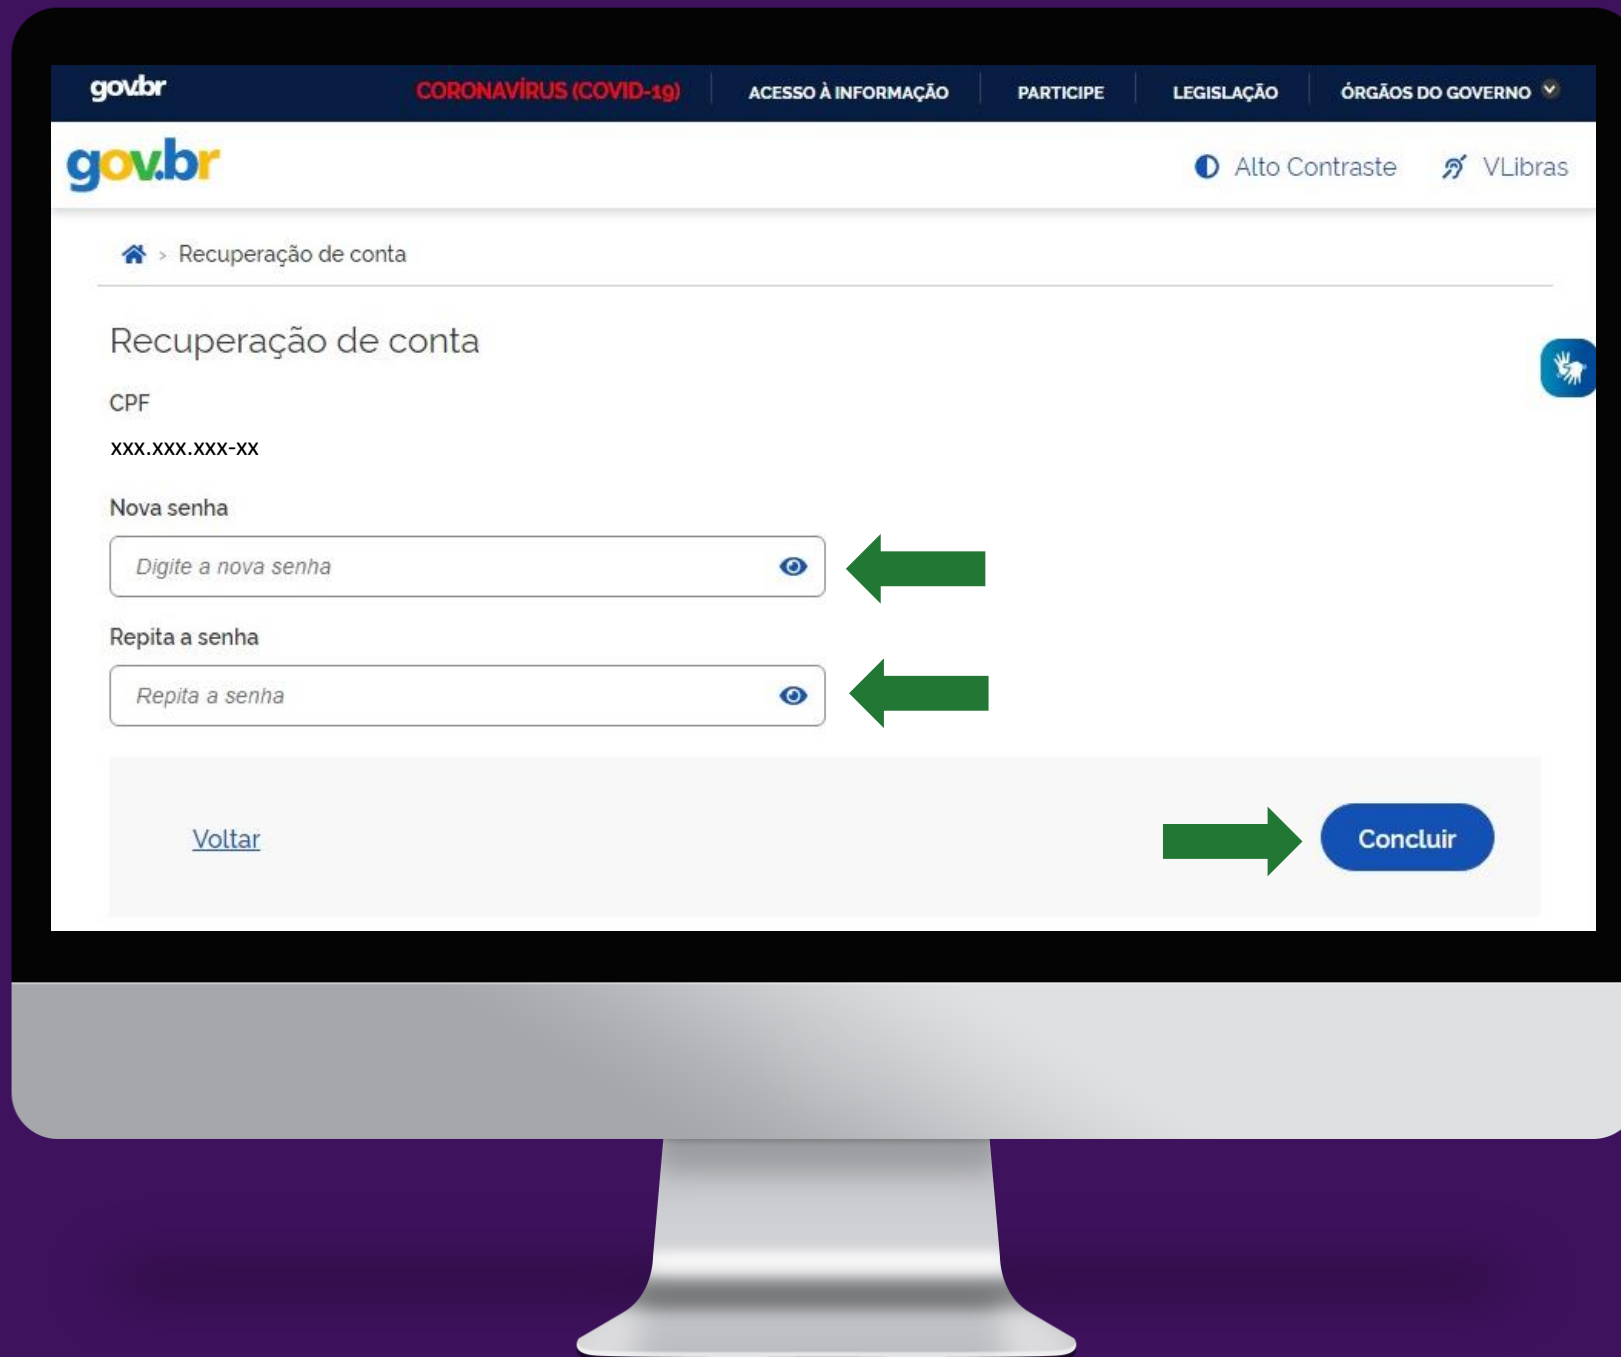 gov.br
CORONAVÍRUS (COVID-19) ACESSO À INFORMAÇÃO PARTICIPE LEGISLAÇÃO ÓRGÃOS DO GOVERNO
gov.br
Alto Contraste VLibras
> Recuperação de conta
Recuperação de conta
CPF
xxx.xxx.xxx-xx
Nova senha
Digite a nova senha
Repita a senha
Repita a senha
Voltar Concluir